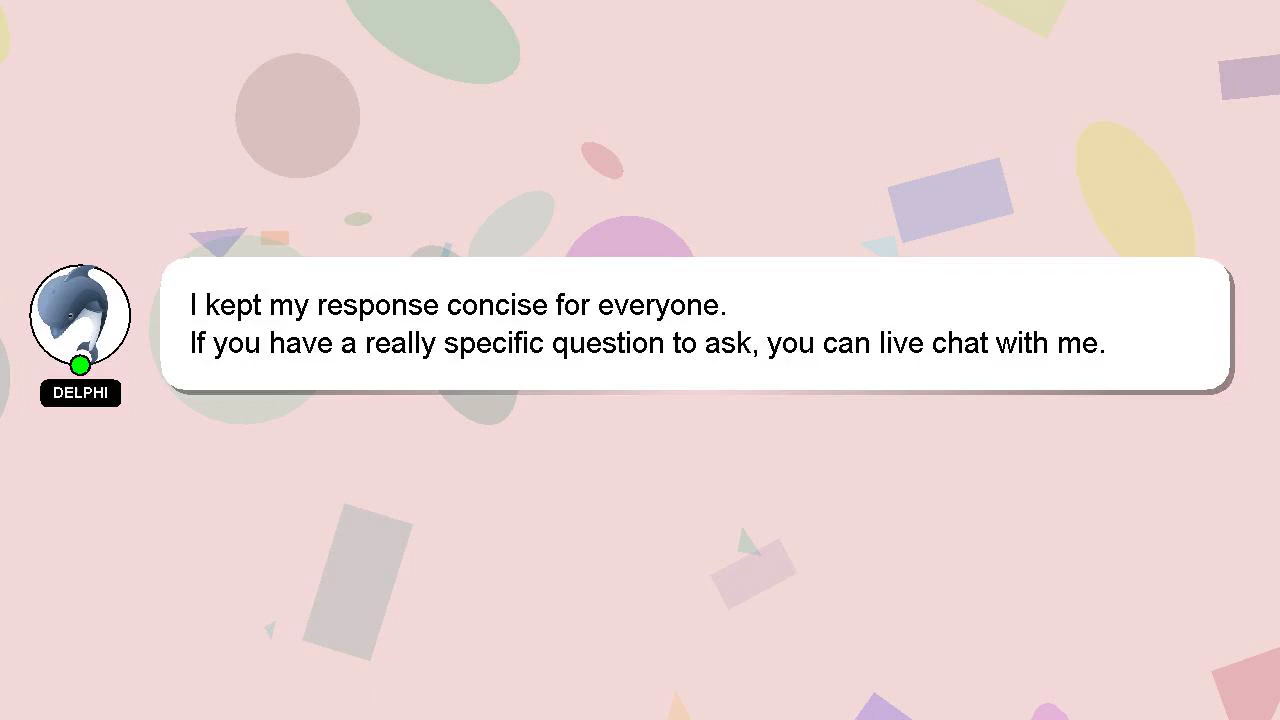 I kept my response concise for everyone.
If you have a really specific question to ask, you can live chat with me.
DELPHI